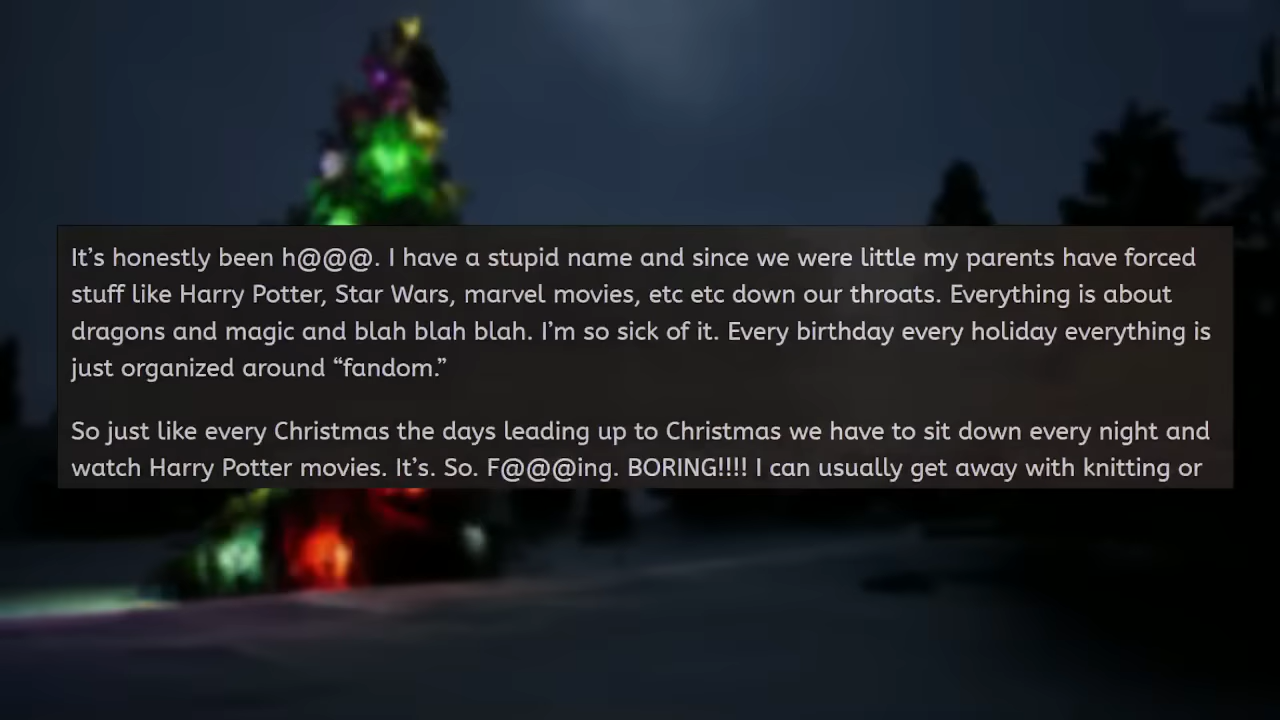 It’s honestly been h@@@. I have a stupid name and since we were little my parents have forced
stuff like Harry Potter, Star Wars, marvel movies, etc etc down our throats. Everything is about
dragons and magic and blah blah blah. I’m so sick of it. Every birthday every holiday everything is
just organized around “fandom.”
So just like every Christmas the days leading up to Christmas we have to sit down every night and
watch Harry Potter movies. It’s. So. F@@@ing. BORING!!!! I can usually get away with knitting or